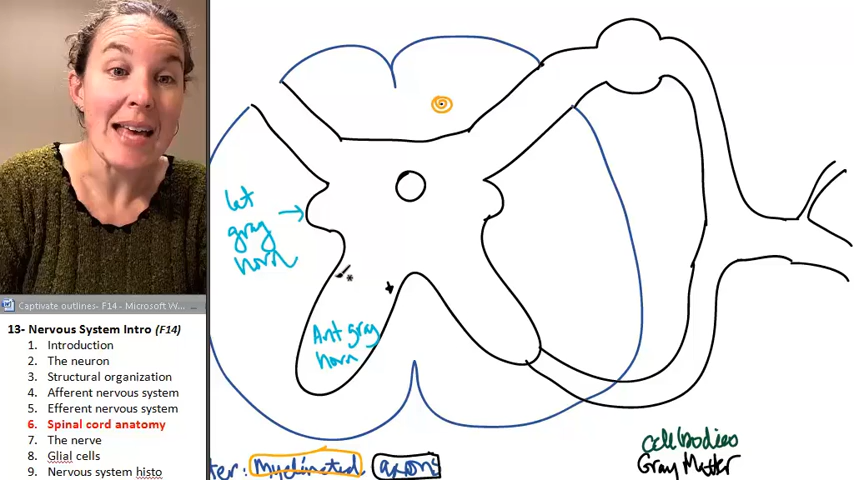 Lat
gray
horn
Ant gray
horn
Captivate outlines- F14 - Microsoft W...
13- Nervous System Intro (F14)
1. Introduction
2. The neuron
3. Structural organization
4. Afferent nervous system
5. Efferent nervous system
6. Spinal cord anatomy
7. The nerve
8. Glial cells
9. Nervous system histo
ter: Myelinated axons
Cell bodies
Gray Matter